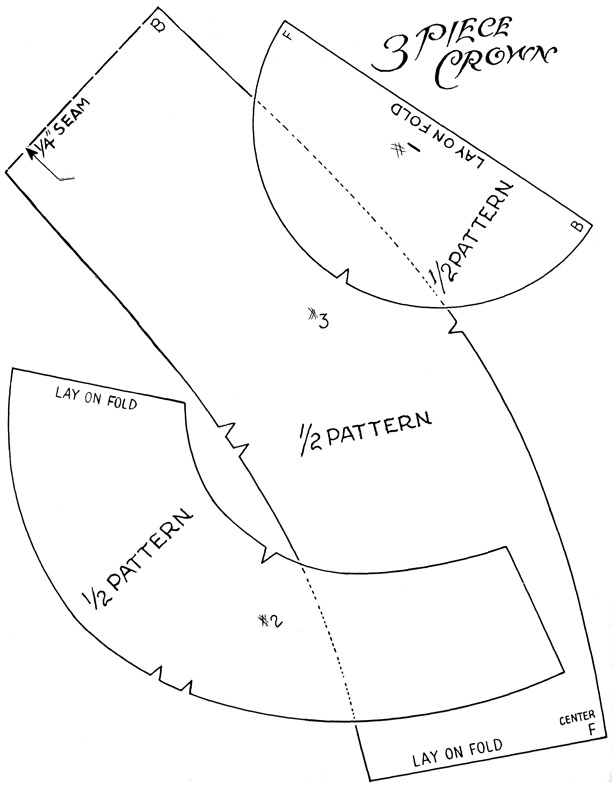 3 PIECE
CROWN
B
1/4" SEAM
F
LAY ON FOLD
#1
1/2 PATTERN
B
#3
1/2 PATTERN
LAY ON FOLD
1/2 PATTERN
#2
CENTER
F
LAY ON FOLD